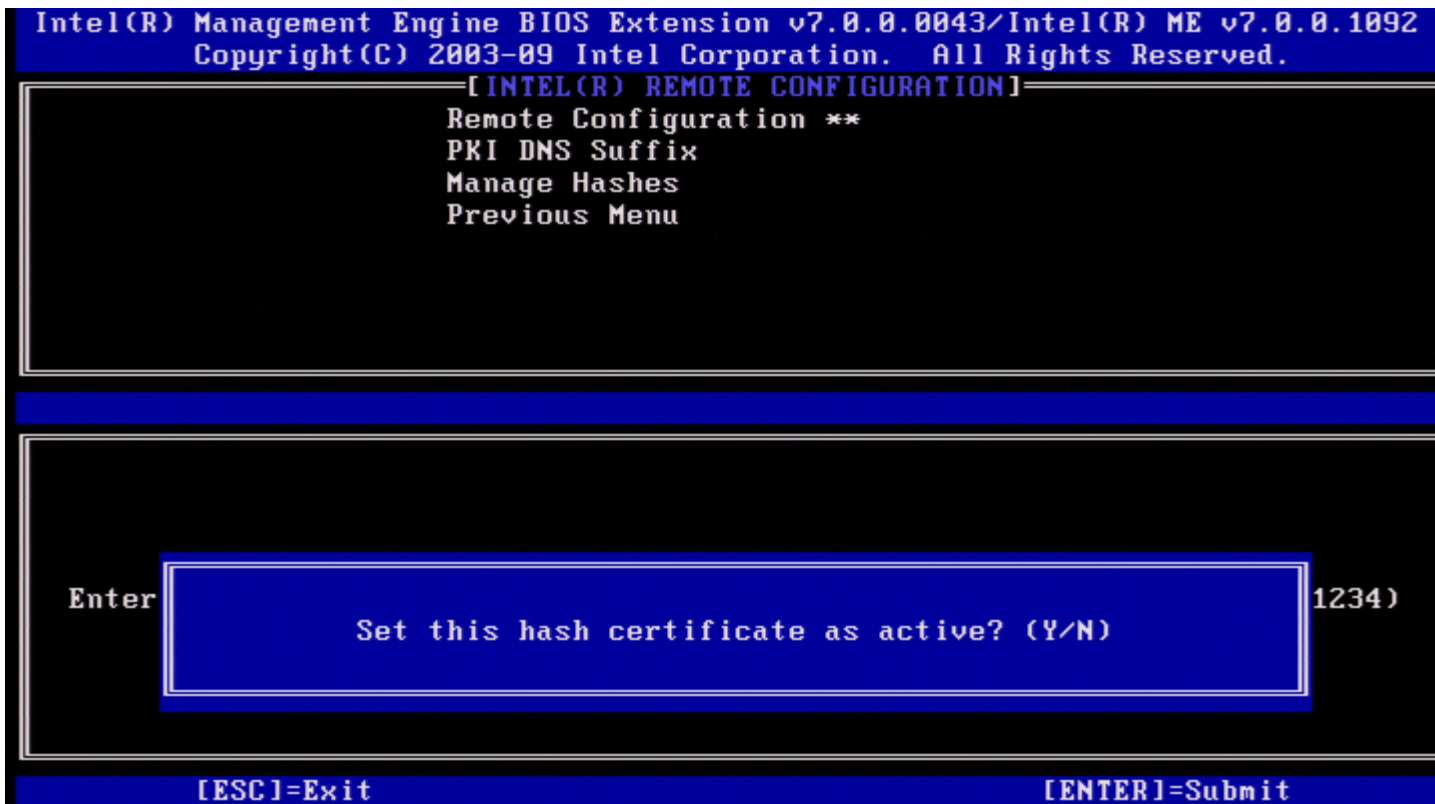 Intel(R) Management Engine BIOS Extension v7.0.0.0043/Intel(R) ME v7.0.0.1092
Copyright(C) 2003-09 Intel Corporation. All Rights Reserved.
[INTEL(R) REMOTE CONFIGURATION]
Remote Configuration **
PKI DNS Suffix
Manage Hashes
Previous Menu
Enter 1234)
Set this hash certificate as active? (Y/N)
[ESC]=Exit [ENTER]=Submit